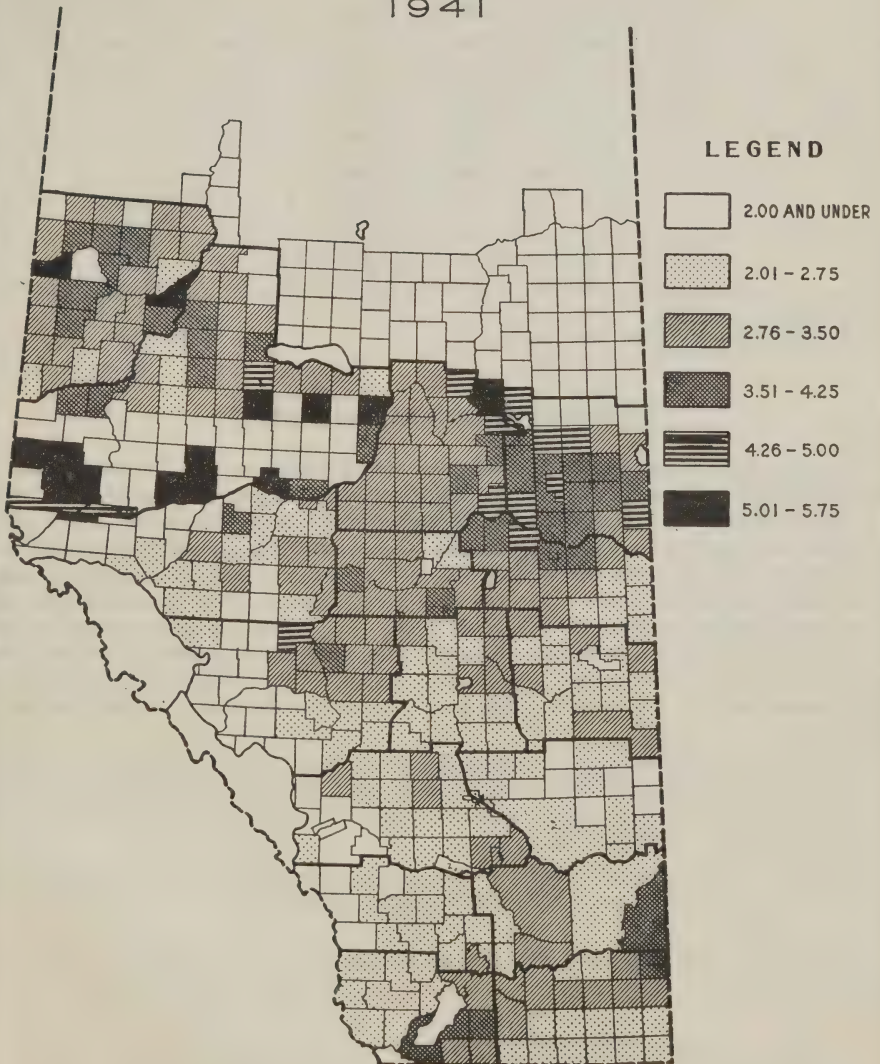 1941
LEGEND
2.00 AND UNDER
2.01 – 2.75
2.76 – 3.50
3.51 – 4.25
4.26 – 5.00
5.01 – 5.75